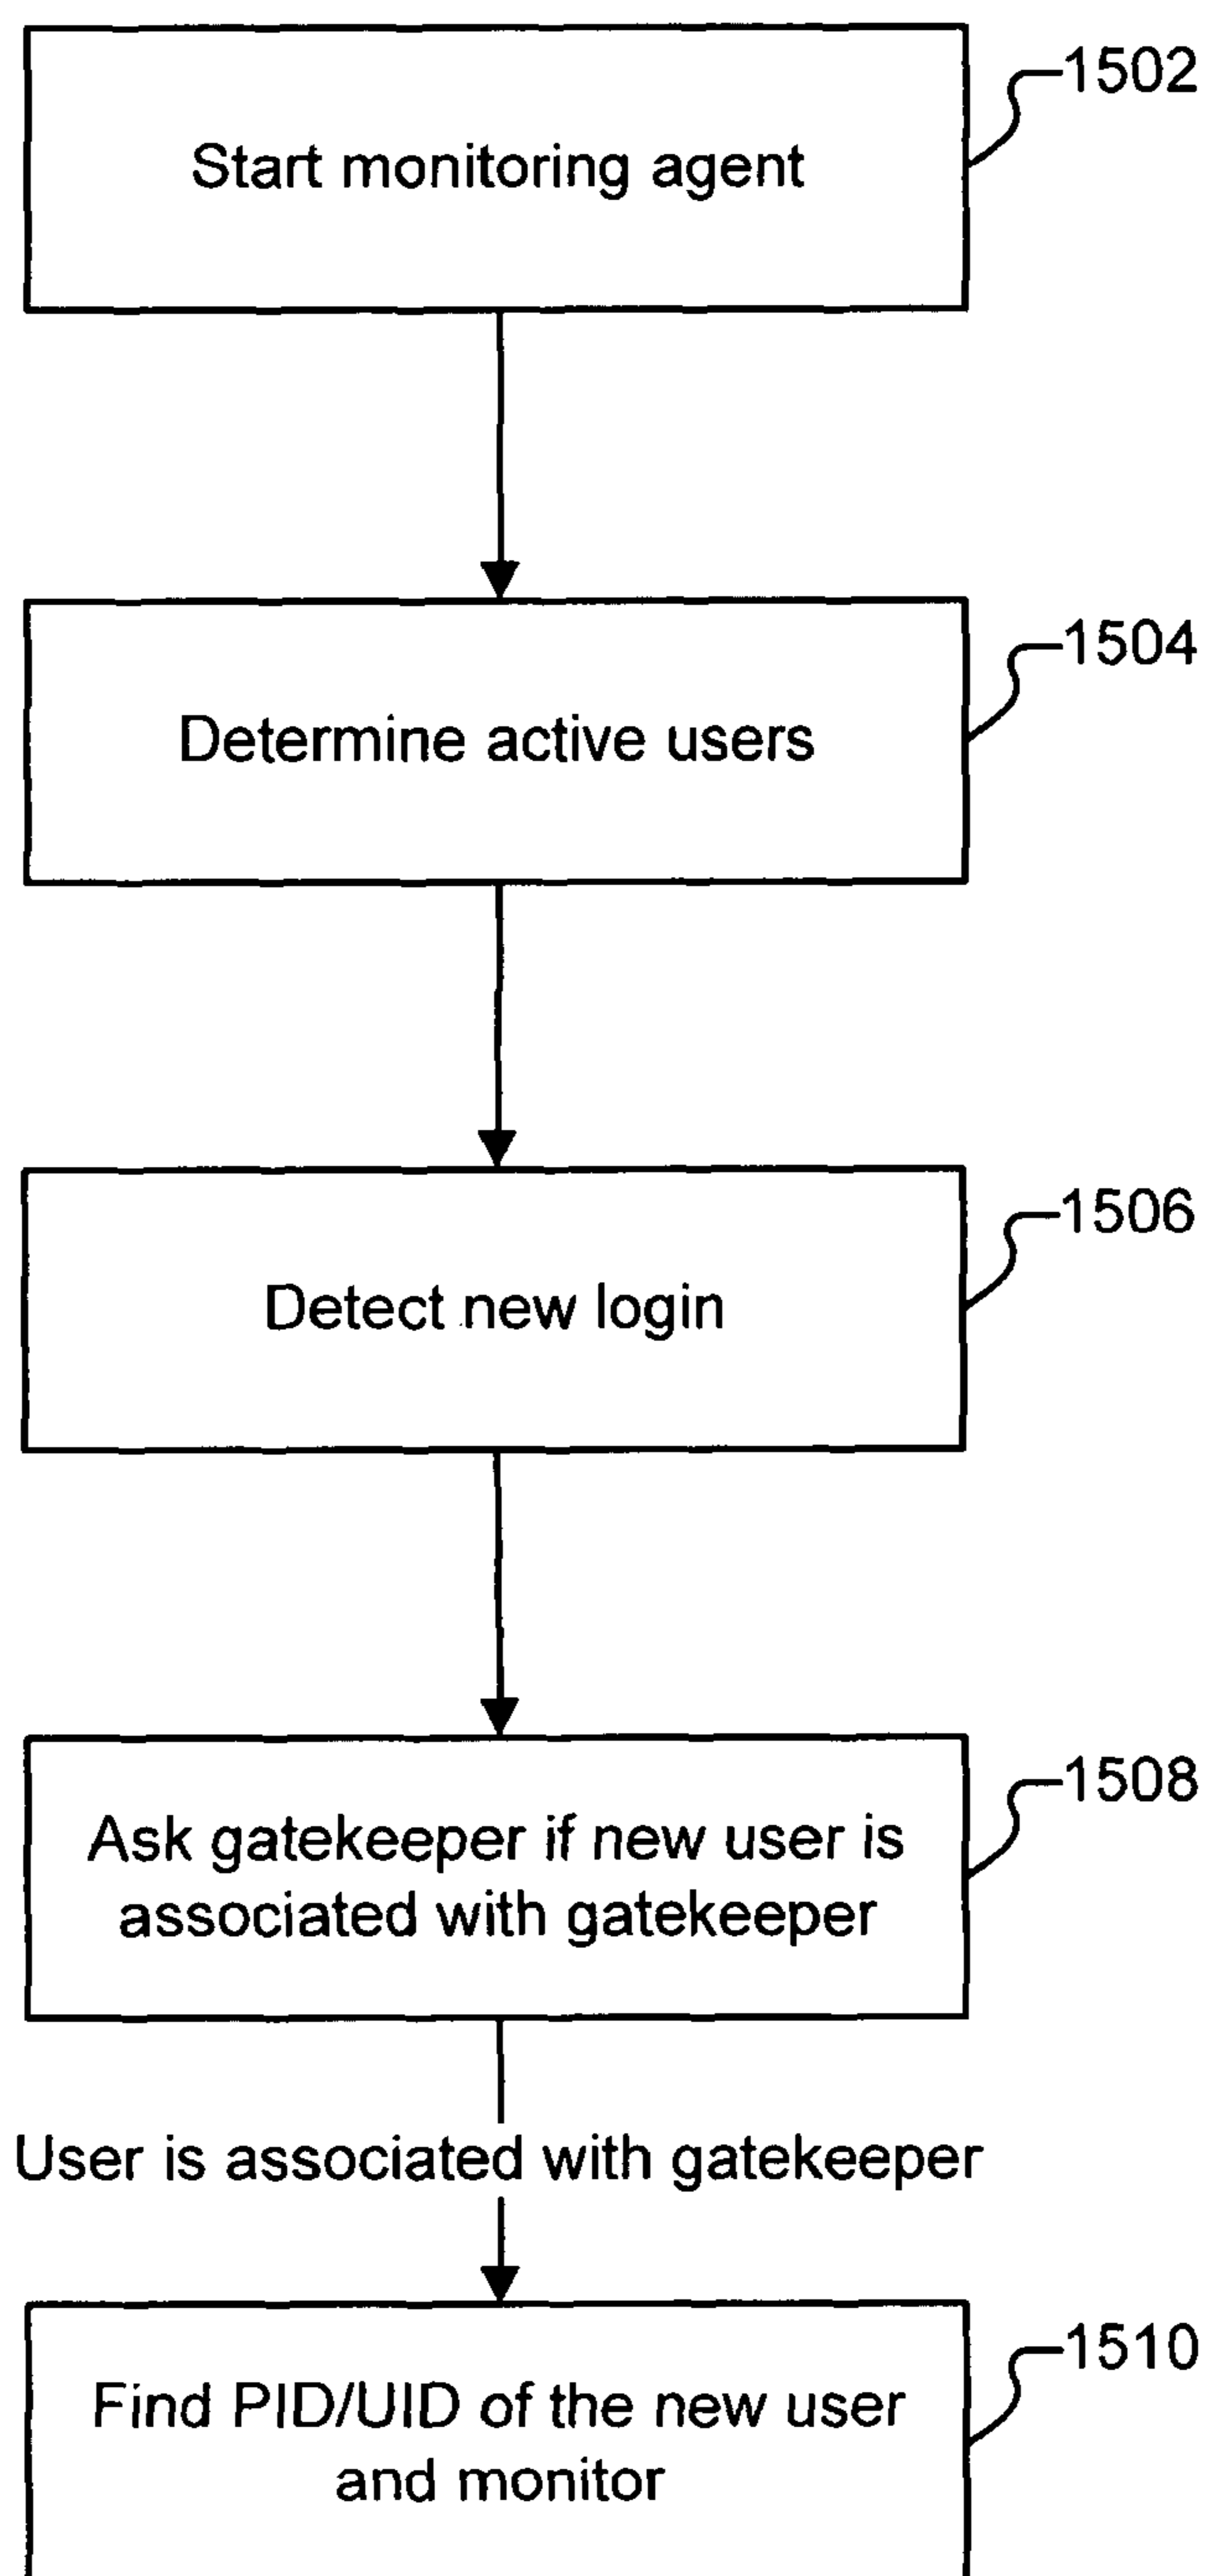 Start monitoring agent
1502
Determine active users
1504
Detect new login
1506
Ask gatekeeper if new user is
associated with gatekeeper
1508
User is associated with gatekeeper
Find PID/UID of the new user
and monitor
1510